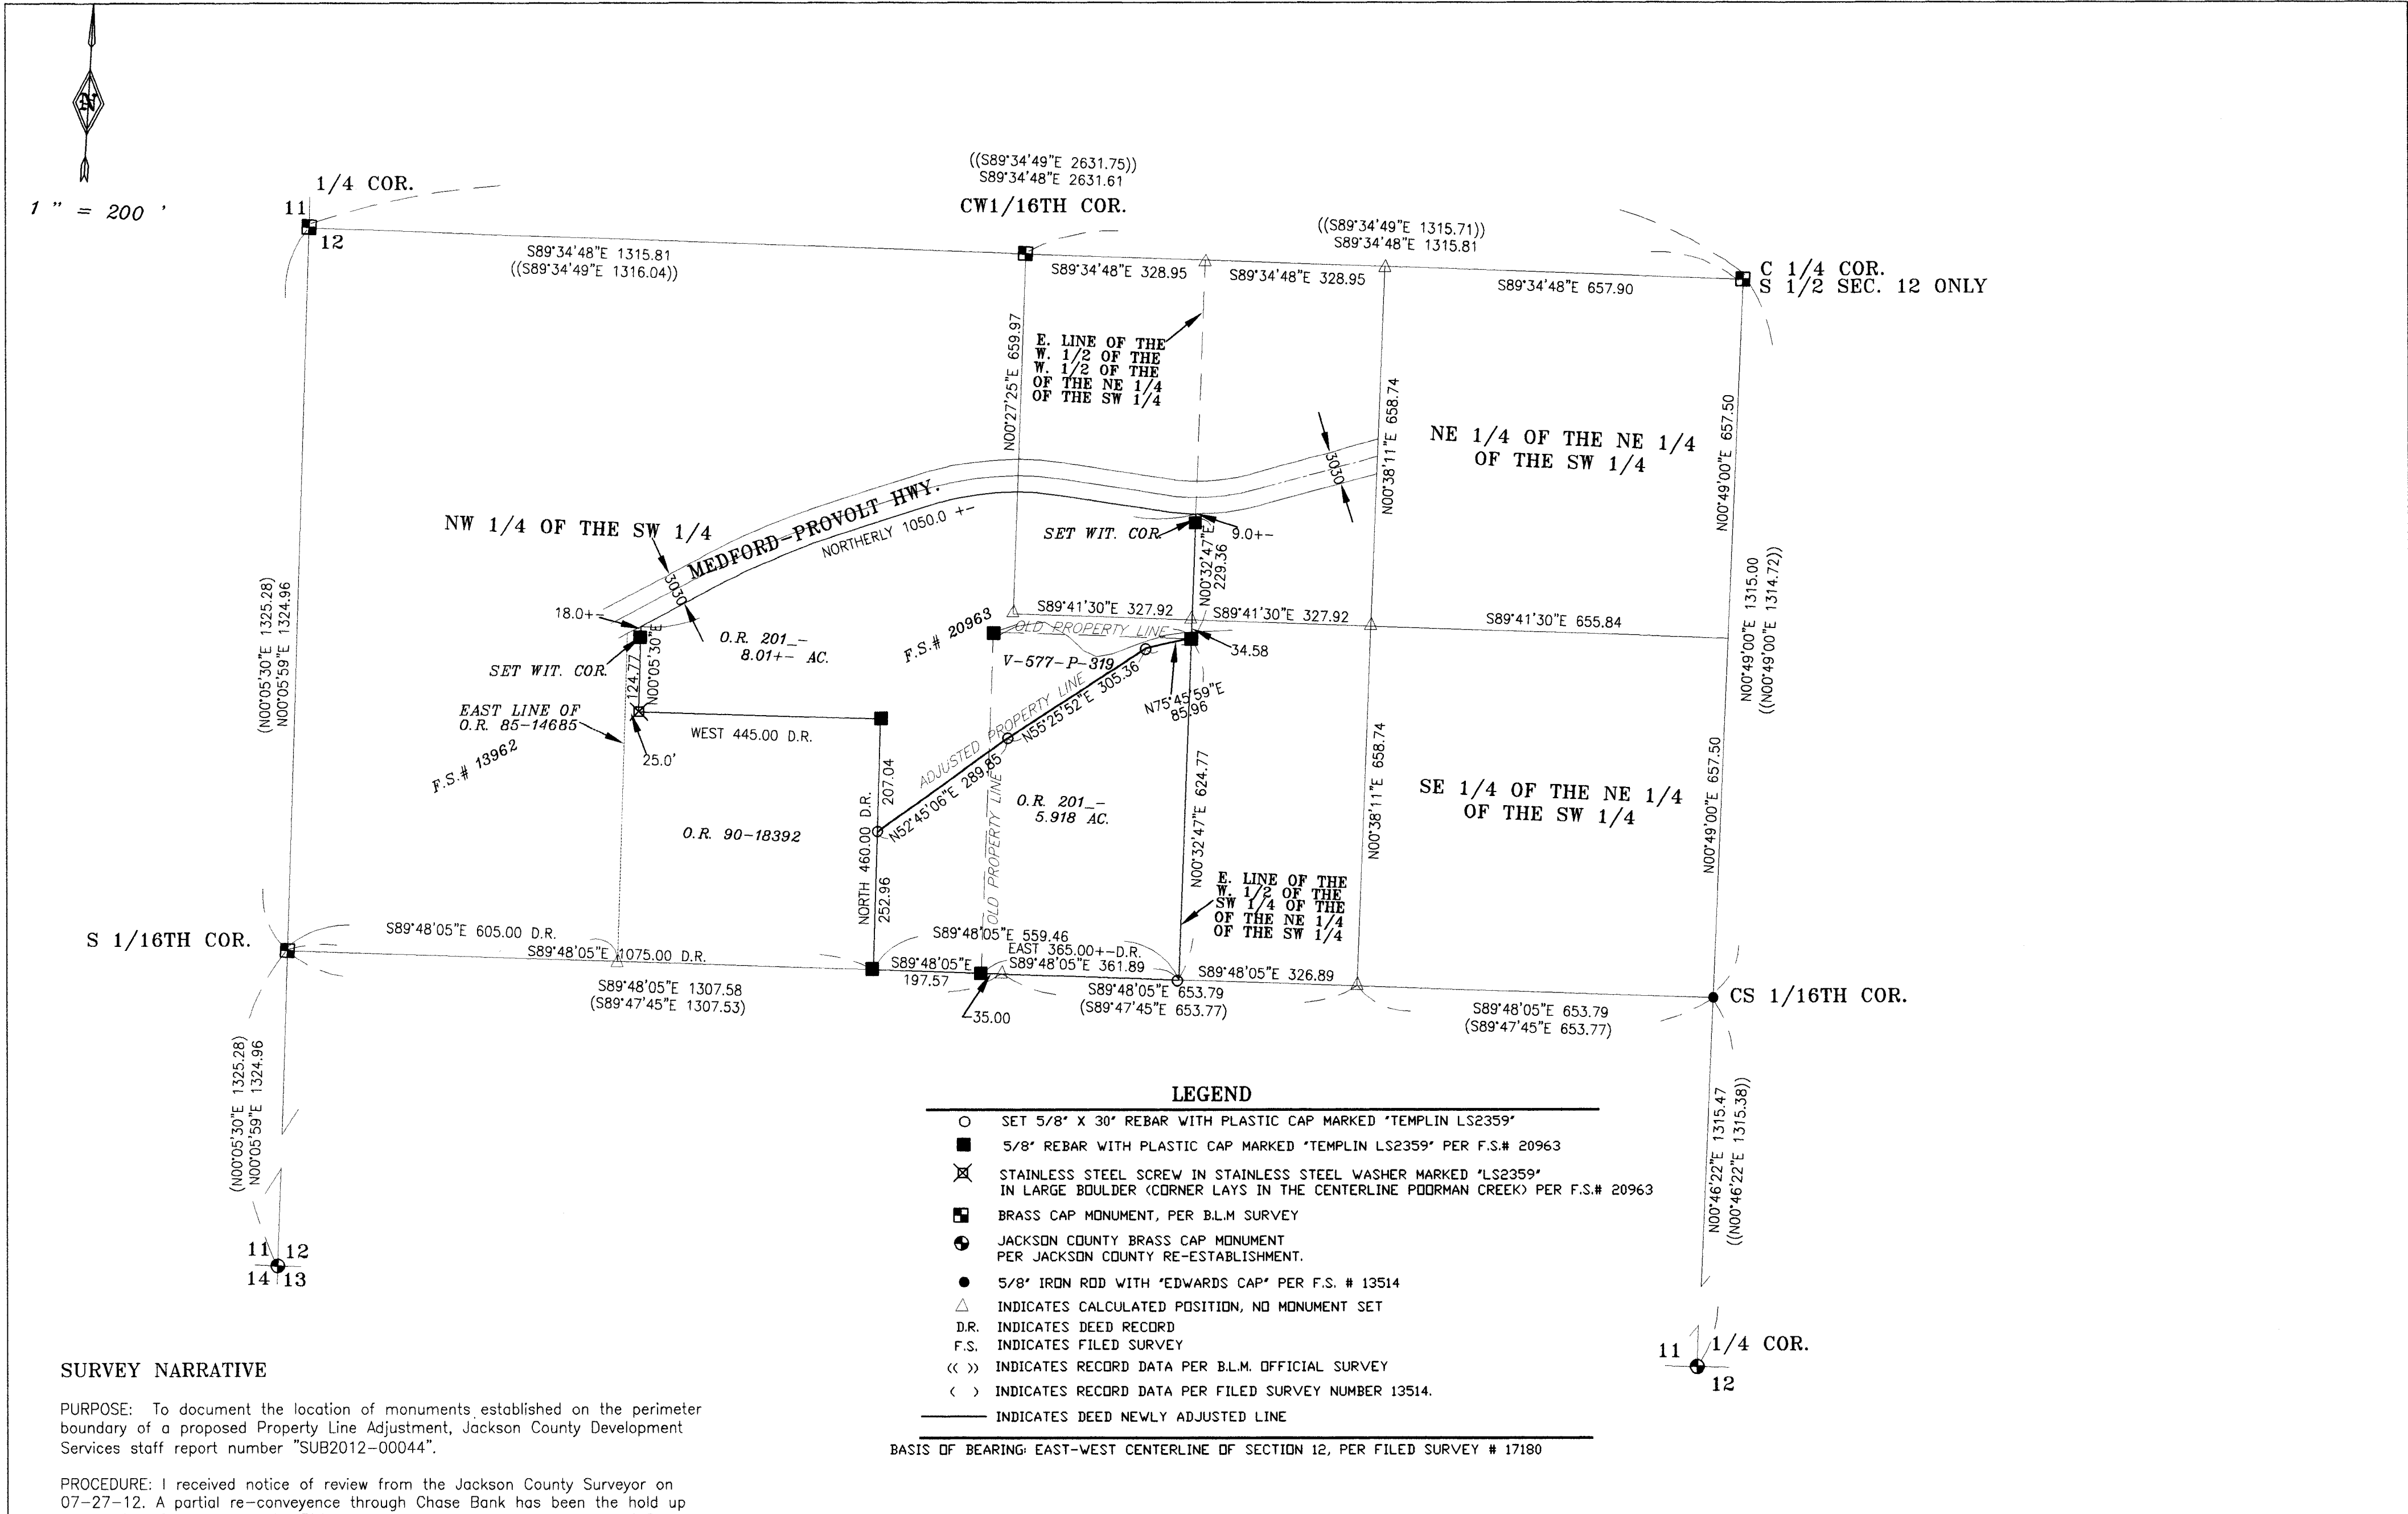 N
1 " = 200 '
1/4 COR.
11
12
((S89°34'49"E 2631.75))
S89°34'48"E 2631.61
CW1/16TH COR.
((S89°34'49"E 1315.71))
S89°34'48"E 1315.81
S89°34'48"E 1315.81
((S89°34'49"E 1316.04))
S89°34'48"E 328.95
S89°34'48"E 328.95
S89°34'48"E 657.90
C 1/4 COR.
S 1/2 SEC. 12 ONLY
N00°27'25"E 659.97
E. LINE OF THE
W. 1/2 OF THE
W. 1/2 OF THE
OF THE NE 1/4
OF THE SW 1/4
N00°38'11"E 658.74
NE 1/4 OF THE NE 1/4
OF THE SW 1/4
N00°49'00"E 657.50
3030
NW 1/4 OF THE SW 1/4
MEDFORD-PROVOLT HWY.
NORTHERLY 1050.0 +-
3030
SET WIT. COR.
9.0+-
N00°32'47"E
229.36
(N00°05'30"E 1325.28)
N00°05'59"E 1324.96
N00°49'00"E 1315.00
((N00°49'00"E 1314.72))
18.0+-
S89°41'30"E 327.92
S89°41'30"E 327.92
S89°41'30"E 655.84
OLD PROPERTY LINE
F.S.# 20963
O.R. 201_-
8.01+- AC.
SET WIT. COR.
124.77
N00°05'30"E
V-577-P-319
34.58
N75°45'59"E
85.96
EAST LINE OF
O.R. 85-14685
F.S.# 13962
25.0'
WEST 445.00 D.R.
ADJUSTED PROPERTY LINE
N55°25'52"E 305.36
N52°45'06"E 289.85
NORTH 460.00 D.R.
207.04
252.96
OLD PROPERTY LINE
O.R. 201_-
5.918 AC.
O.R. 90-18392
N00°32'47"E 624.77
N00°38'11"E 658.74
SE 1/4 OF THE NE 1/4
OF THE SW 1/4
N00°49'00"E 657.50
E. LINE OF THE
W. 1/2 OF THE
SW 1/4 OF THE
OF THE NE 1/4
OF THE SW 1/4
S 1/16TH COR.
S89°48'05"E 605.00 D.R.
S89°48'05"E 1075.00 D.R.
S89°48'05"E 559.46
EAST 365.00+-D.R.
S89°48'05"E
197.57
S89°48'05"E 361.89
S89°48'05"E 326.89
S89°48'05"E 1307.58
(S89°47'45"E 1307.53)
35.00
S89°48'05"E 653.79
(S89°47'45"E 653.77)
S89°48'05"E 653.79
(S89°47'45"E 653.77)
CS 1/16TH COR.
(N00°05'30"E 1325.28)
N00°05'59"E 1324.96
N00°46'22"E 1315.47
((N00°46'22"E 1315.38))
11 12
14 13
11
1/4 COR.
12
LEGEND
SET 5/8" X 30" REBAR WITH PLASTIC CAP MARKED "TEMPLIN LS2359"
5/8" REBAR WITH PLASTIC CAP MARKED "TEMPLIN LS2359" PER F.S.# 20963
STAINLESS STEEL SCREW IN STAINLESS STEEL WASHER MARKED "LS2359"
IN LARGE BOULDER (CORNER LAYS IN THE CENTERLINE POORMAN CREEK) PER F.S.# 20963
BRASS CAP MONUMENT, PER B.L.M SURVEY
JACKSON COUNTY BRASS CAP MONUMENT
PER JACKSON COUNTY RE-ESTABLISHMENT.
5/8" IRON ROD WITH "EDWARDS CAP" PER F.S. # 13514
INDICATES CALCULATED POSITION, NO MONUMENT SET
D.R. INDICATES DEED RECORD
F.S. INDICATES FILED SURVEY
(( )) INDICATES RECORD DATA PER B.L.M. OFFICIAL SURVEY
( ) INDICATES RECORD DATA PER FILED SURVEY NUMBER 13514.
INDICATES DEED NEWLY ADJUSTED LINE
BASIS OF BEARING: EAST-WEST CENTERLINE OF SECTION 12, PER FILED SURVEY # 17180
SURVEY NARRATIVE
PURPOSE: To document the location of monuments established on the perimeter
boundary of a proposed Property Line Adjustment, Jackson County Development
Services staff report number "SUB2012-00044".
PROCEDURE: I received notice of review from the Jackson County Surveyor on
07-27-12. A partial re-conveyence through Chase Bank has been the hold up